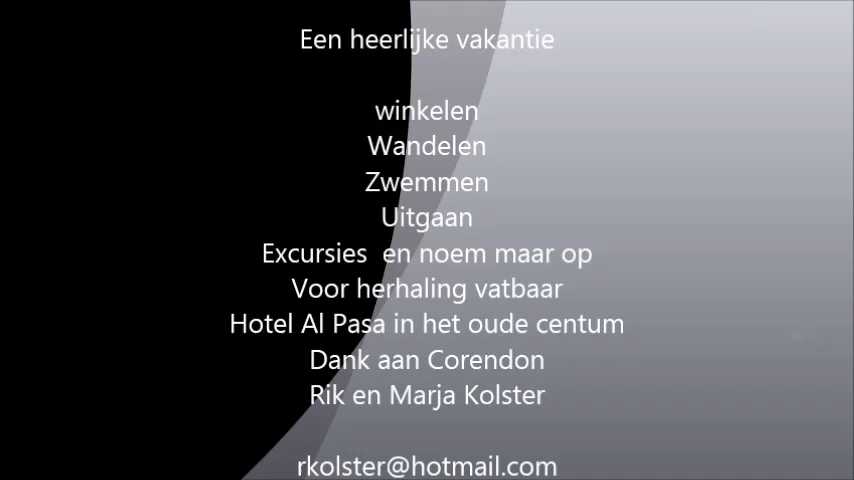 Een heerlijke vakantie
winkelen
Wandelen
Zwemmen
Uitgaan
Excursies  en noem maar op
Voor herhaling vatbaar
Hotel Al Pasa in het oude centum
Dank aan Corendon
Rik en Marja Kolster
rkolster@hotmail.com